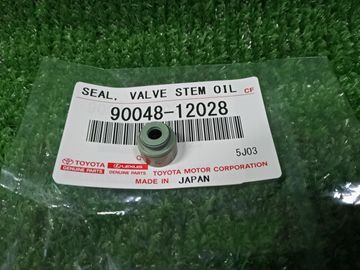 SEAL, VALVE STEM OIL CF
90048-12028
5J03
TOYOTA LEXUS
GENUINE PARTS GENUINE PARTS TOYOTA MOTOR CORPORATION
MADE IN JAPAN